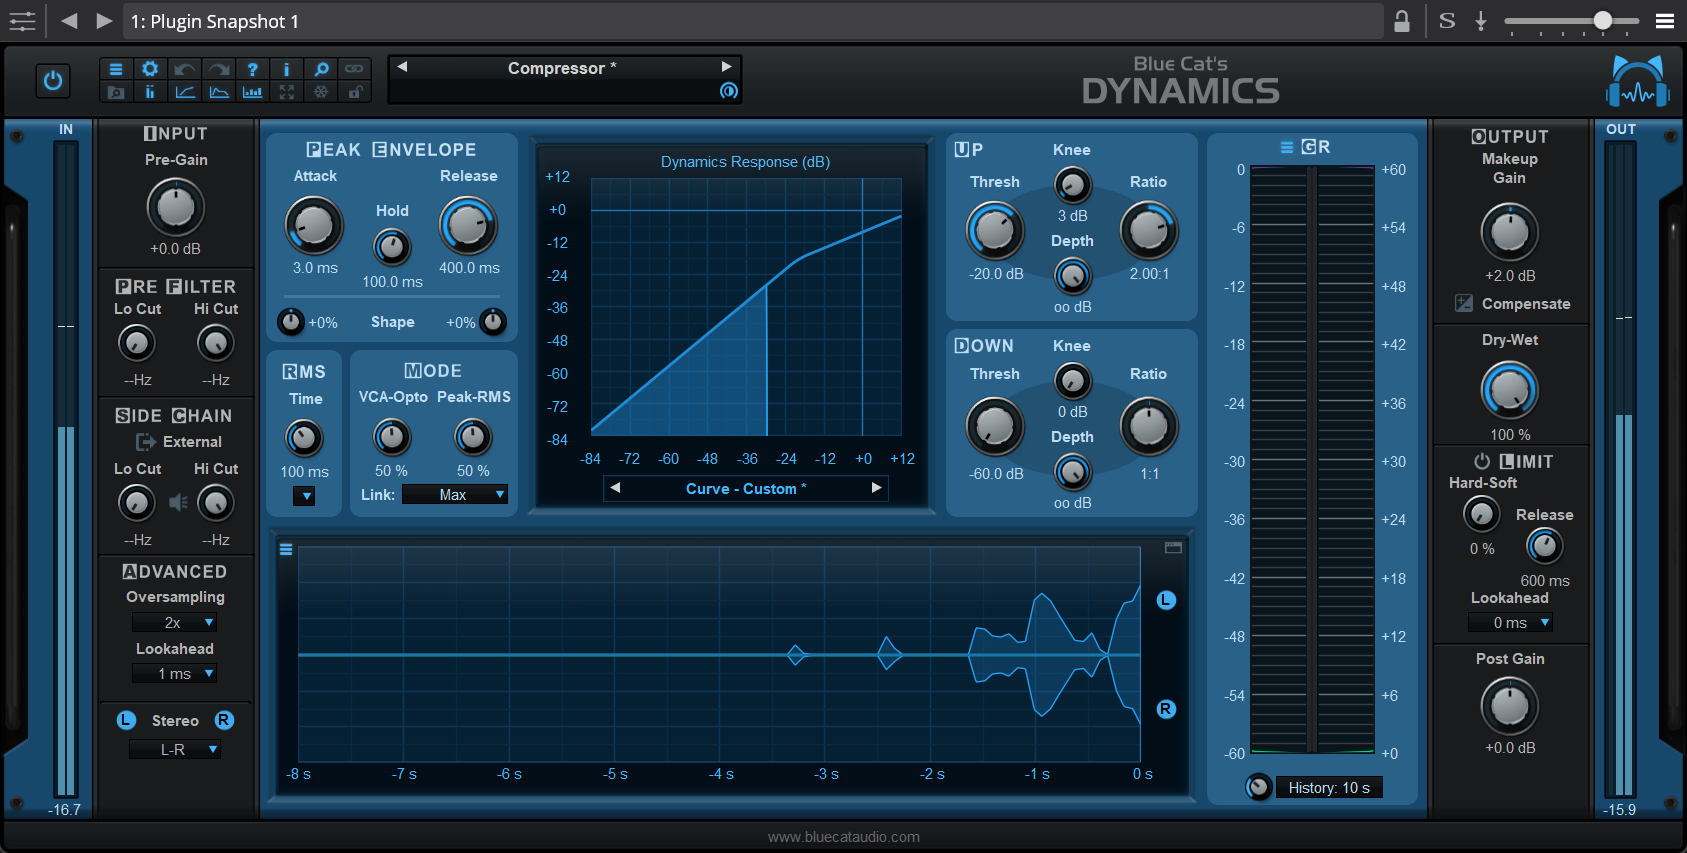 1: Plugin Snapshot 1
S
Compressor *
Blue Cat's
DYNAMICS
IN
INPUT
Pre-Gain
+0.0 dB
PRE FILTER
Lo Cut Hi Cut
--Hz --Hz
SIDE CHAIN
External
Lo Cut Hi Cut
--Hz --Hz
ADVANCED
Oversampling
2x
Lookahead
1 ms
L Stereo R
L-R
-16.7
PEAK ENVELOPE
Attack Release
Hold
3.0 ms 400.0 ms
100.0 ms
+0% Shape +0%
RMS
Time
100 ms
MODE
VCA-Opto Peak-RMS
50 % 50 %
Link: Max
Dynamics Response (dB)
+12
+0
-12
-24
-36
-48
-60
-72
-84
-84 -72 -60 -48 -36 -24 -12 +0 +12
Curve - Custom *
UP
Knee
Thresh Ratio
3 dB
Depth
-20.0 dB 2.00:1
oo dB
DOWN
Knee
Thresh Ratio
0 dB
Depth
-60.0 dB 1:1
oo dB
L
R
-8 s -7 s -6 s -5 s -4 s -3 s -2 s -1 s 0 s
GR
0 +60
-6 +54
-12 +48
-18 +42
-24 +36
-30 +30
-36 +24
-42 +18
-48 +12
-54 +6
-60 +0
History: 10 s
OUTPUT
Makeup
Gain
+2.0 dB
Compensate
Dry-Wet
100 %
LIMIT
Hard-Soft
Release
0 %
600 ms
Lookahead
0 ms
Post Gain
+0.0 dB
OUT
-15.9
www.bluecataudio.com